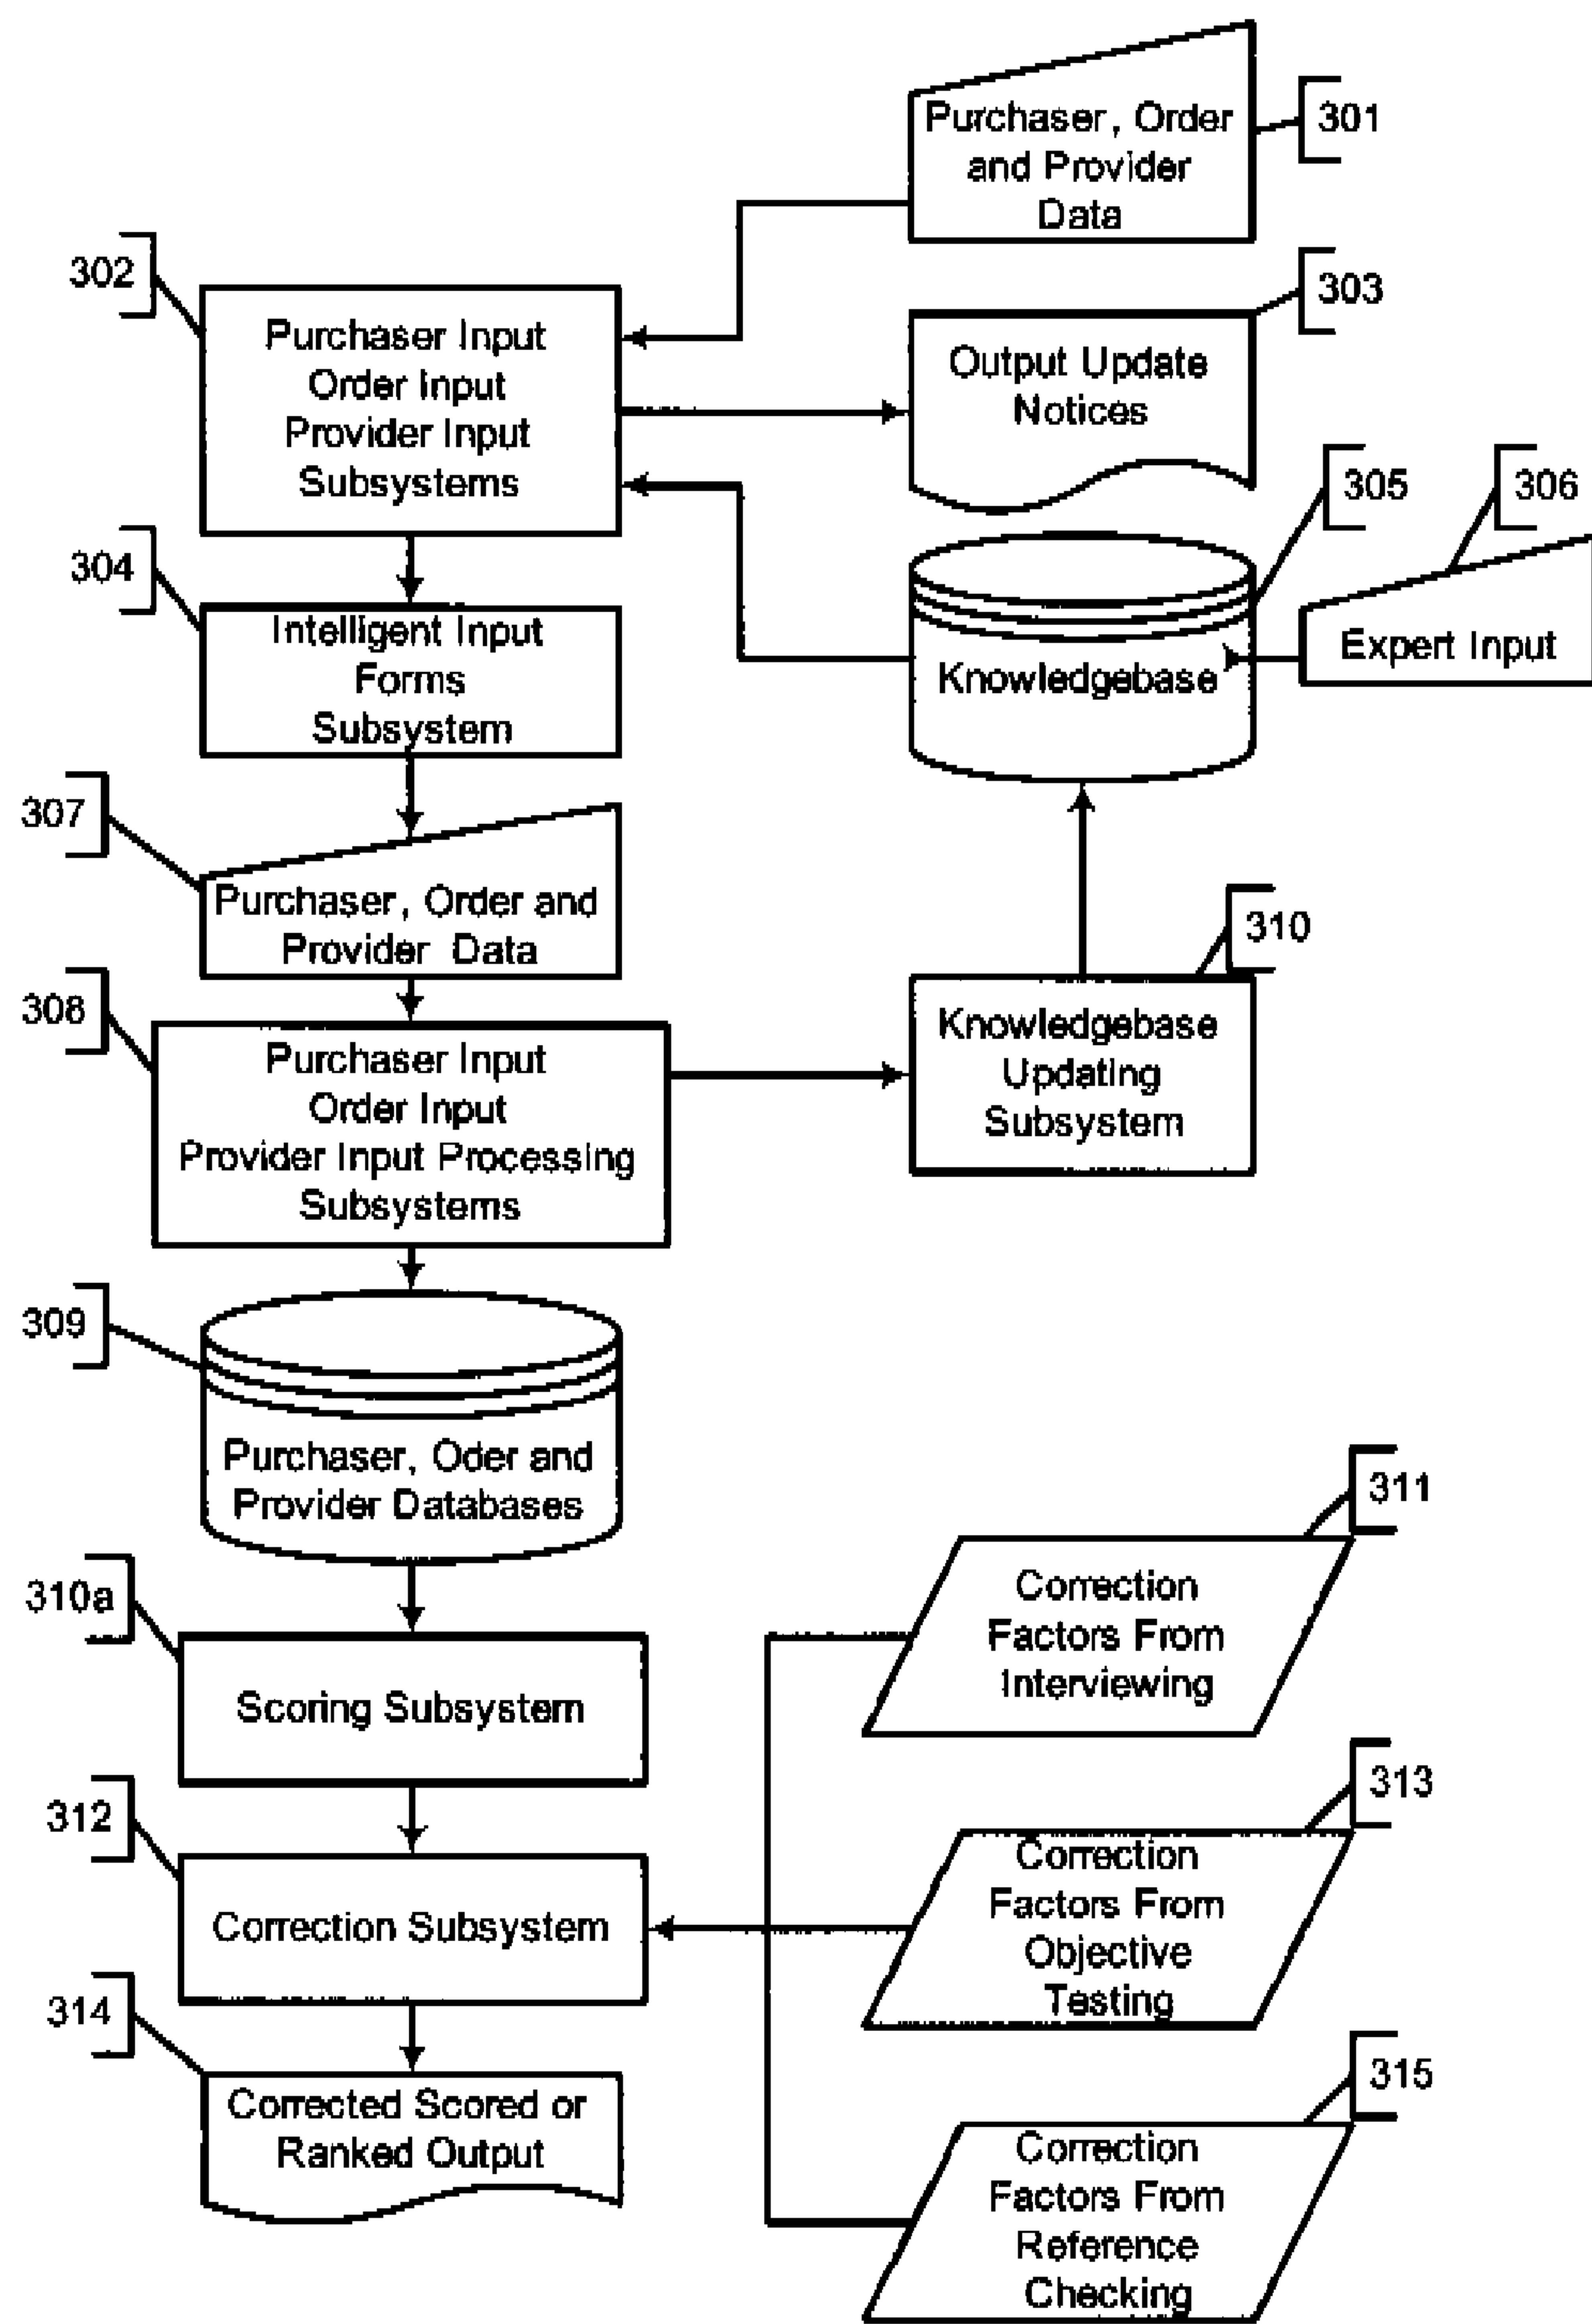 Purchaser, Order
and Provider
Data
301
302
Purchaser Input
Order Input
Provider Input
Subsystems
303
Output Update
Notices
304
Intelligent Input
Forms
Subsystem
305
Knowledgebase
306
Expert Input
307
Purchaser, Order and
Provider Data
308
Purchaser Input
Order Input
Provider Input Processing
Subsystems
310
Knowledgebase
Updating
Subsystem
309
Purchaser, Oder and
Provider Databases
310a
Scoring Subsystem
311
Correction
Factors From
Interviewing
312
Correction Subsystem
313
Correction
Factors From
Objective
Testing
314
Corrected Scored or
Ranked Output
315
Correction
Factors From
Reference
Checking